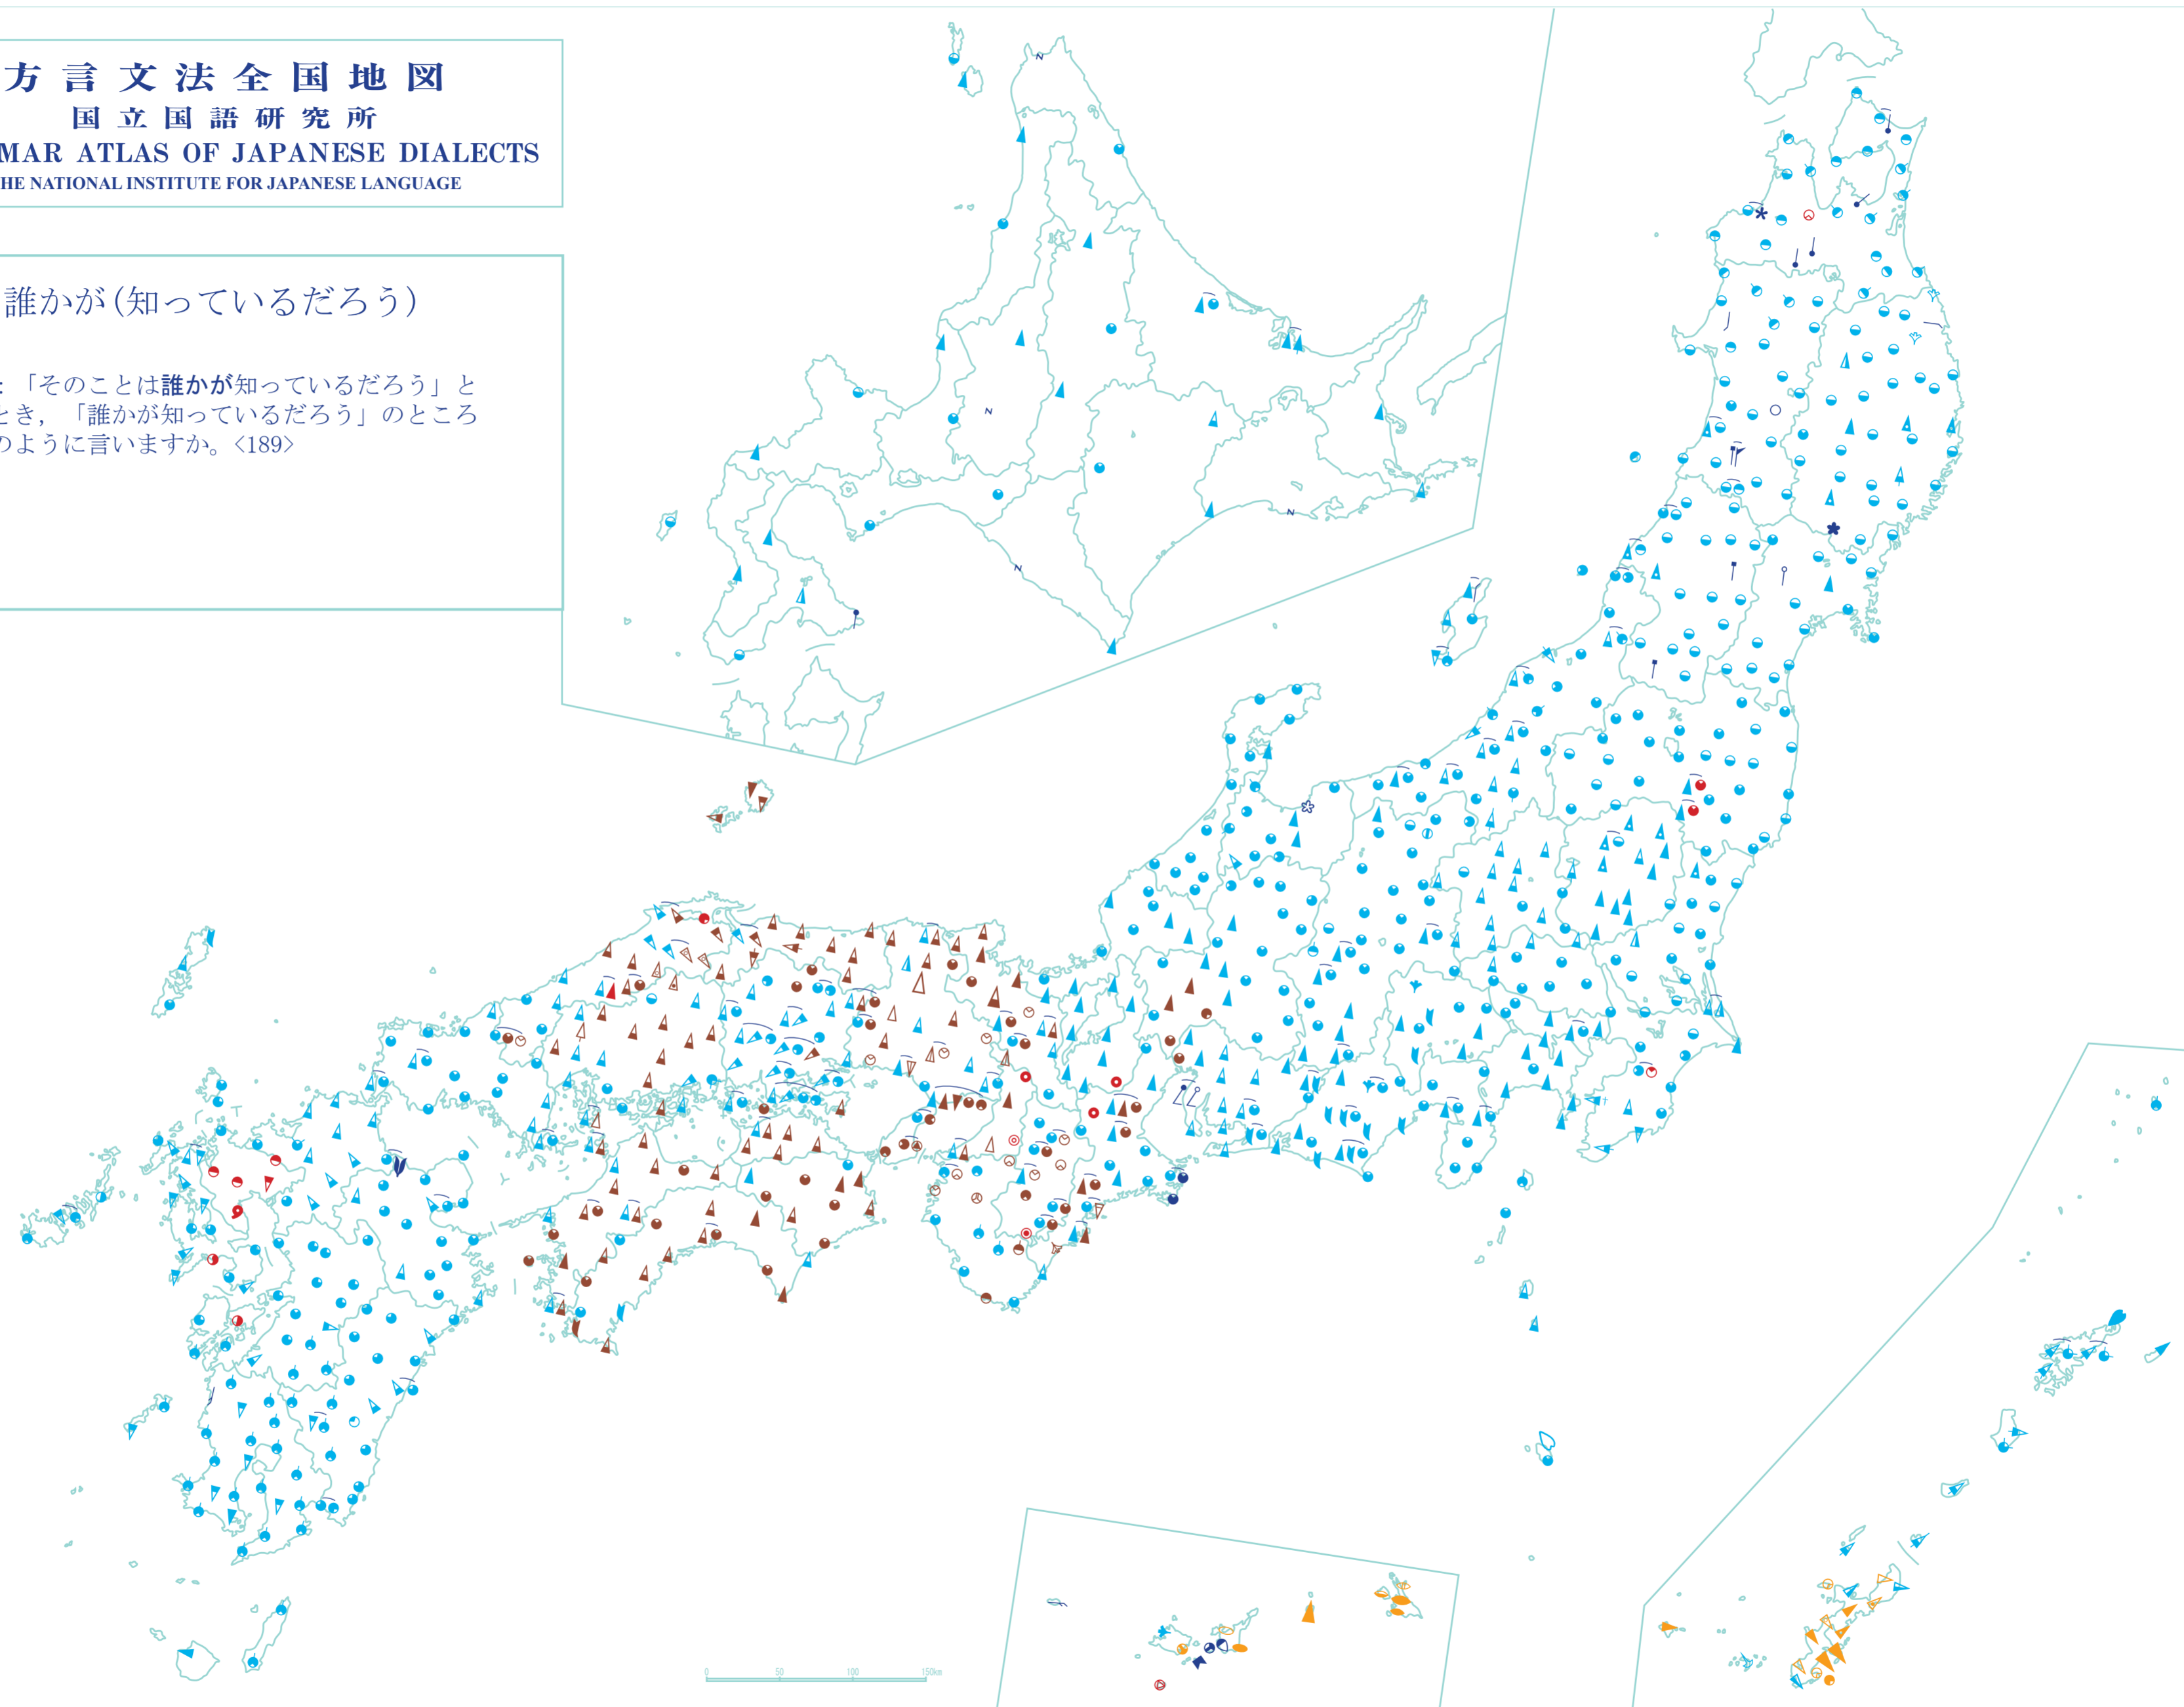 方言文法全国地図
国立国語研究所
MAR ATLAS OF JAPANESE DIALECTS
HE NATIONAL INSTITUTE FOR JAPANESE LANGUAGE
誰かが(知っているだろう)
:「そのことは誰かが知っているだろう」と
とき,「誰かが知っているだろう」のところ
のように言いますか。<189>
N
N
N
N
0 50 100 150km